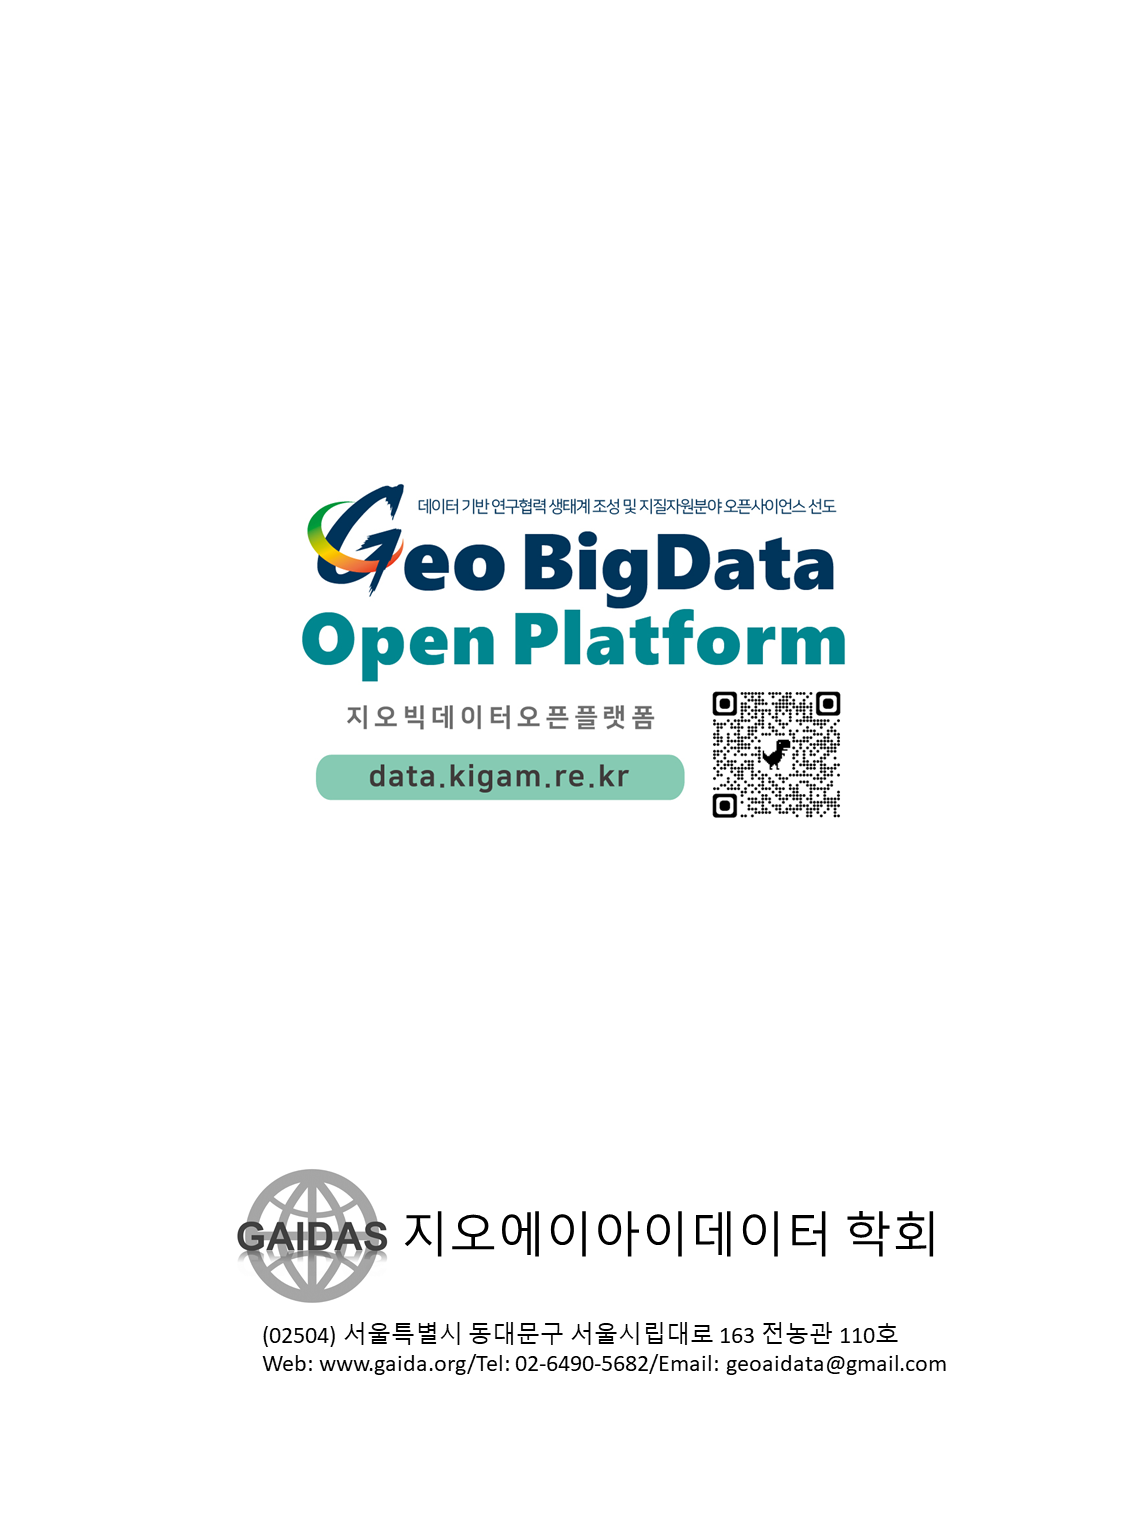 데이터 기반 연구협력 생태계 조성 및 지질자원분야 오픈사이언스 선도
Geo BigData
Open Platform
지오빅데이터오픈플랫폼
data.kigam.re.kr
GAIDAS 지오에이아이데이터 학회
(02504) 서울특별시 동대문구 서울시립대로 163 전농관 110호
Web: www.gaida.org/Tel: 02-6490-5682/Email: geoaidata@gmail.com